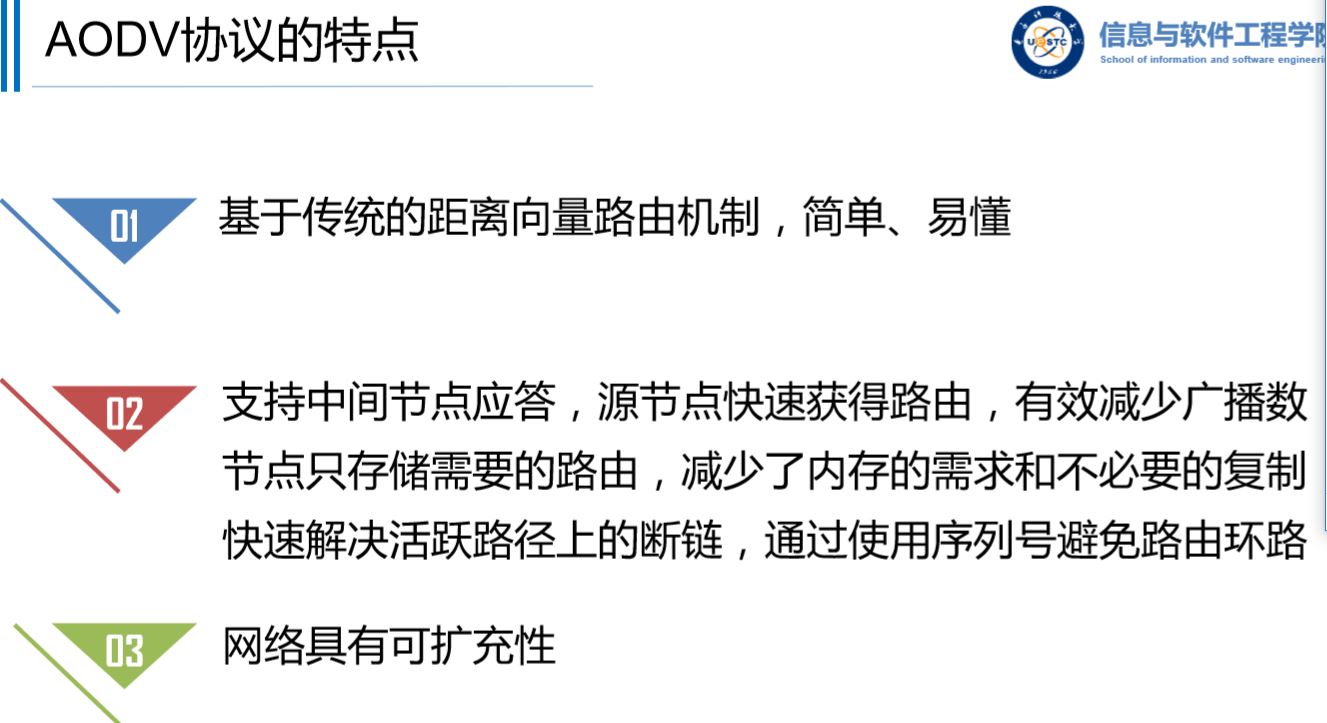 AODV协议的特点
信息与软件工程学院
School of information and software engineeri
UESTC
1956
01
基于传统的距离向量路由机制，简单、易懂
02
支持中间节点应答，源节点快速获得路由，有效减少广播数
节点只存储需要的路由，减少了内存的需求和不必要的复制
快速解决活跃路径上的断链，通过使用序列号避免路由环路
03
网络具有可扩充性